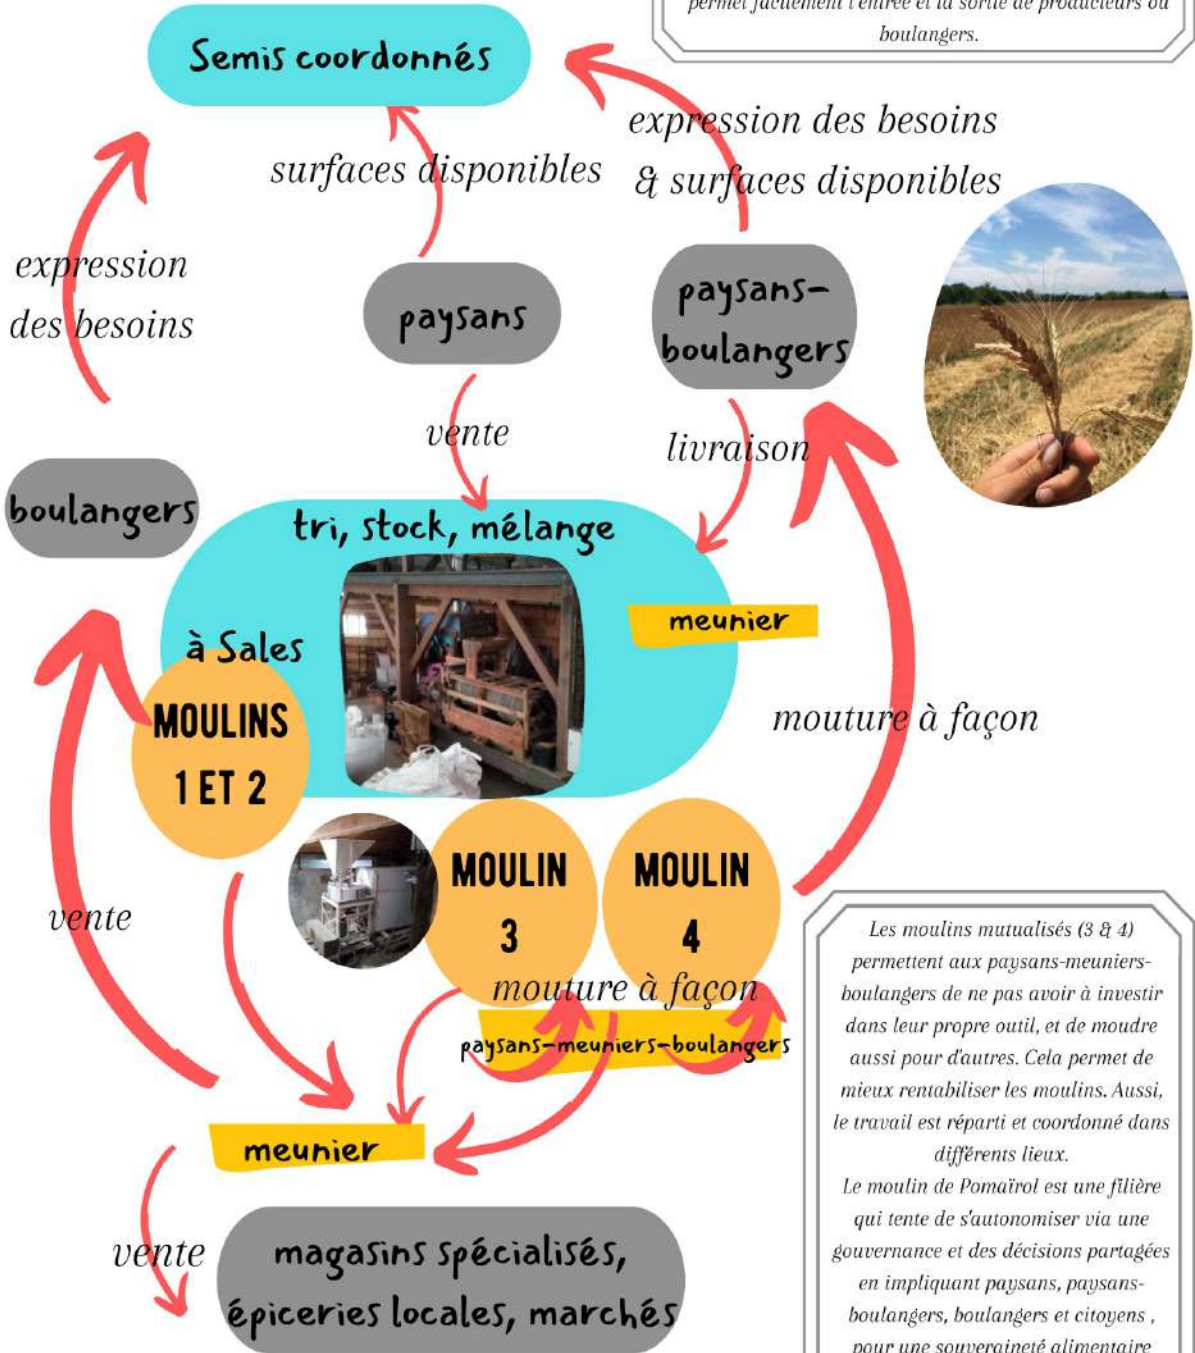 permet facilement l'entrée et la sortie de producteurs ou
boulangers.
Semis coordonnés
expression des besoins
& surfaces disponibles
surfaces disponibles
expression
des besoins
paysans
paysans-
boulangers
vente
livraison
boulangers
tri, stock, mélange
meunier
à Sales
MOULINS
1 ET 2
mouture à façon
MOULIN
3
MOULIN
4
vente
mouture à façon
paysans-meuniers-boulangers
meunier
vente
magasins spécialisés,
épiceries locales, marchés
Les moulins mutualisés (3 & 4)
permettent aux paysans-meuniers-
boulangers de ne pas avoir à investir
dans leur propre outil, et de moudre
aussi pour d'autres. Cela permet de
mieux rentabiliser les moulins. Aussi,
le travail est réparti et coordonné dans
différents lieux.
Le moulin de Pomaïrol est une filière
qui tente de s'autonomiser via une
gouvernance et des décisions partagées
en impliquant paysans, paysans-
boulangers, boulangers et citoyens ,
pour une souveraineté alimentaire